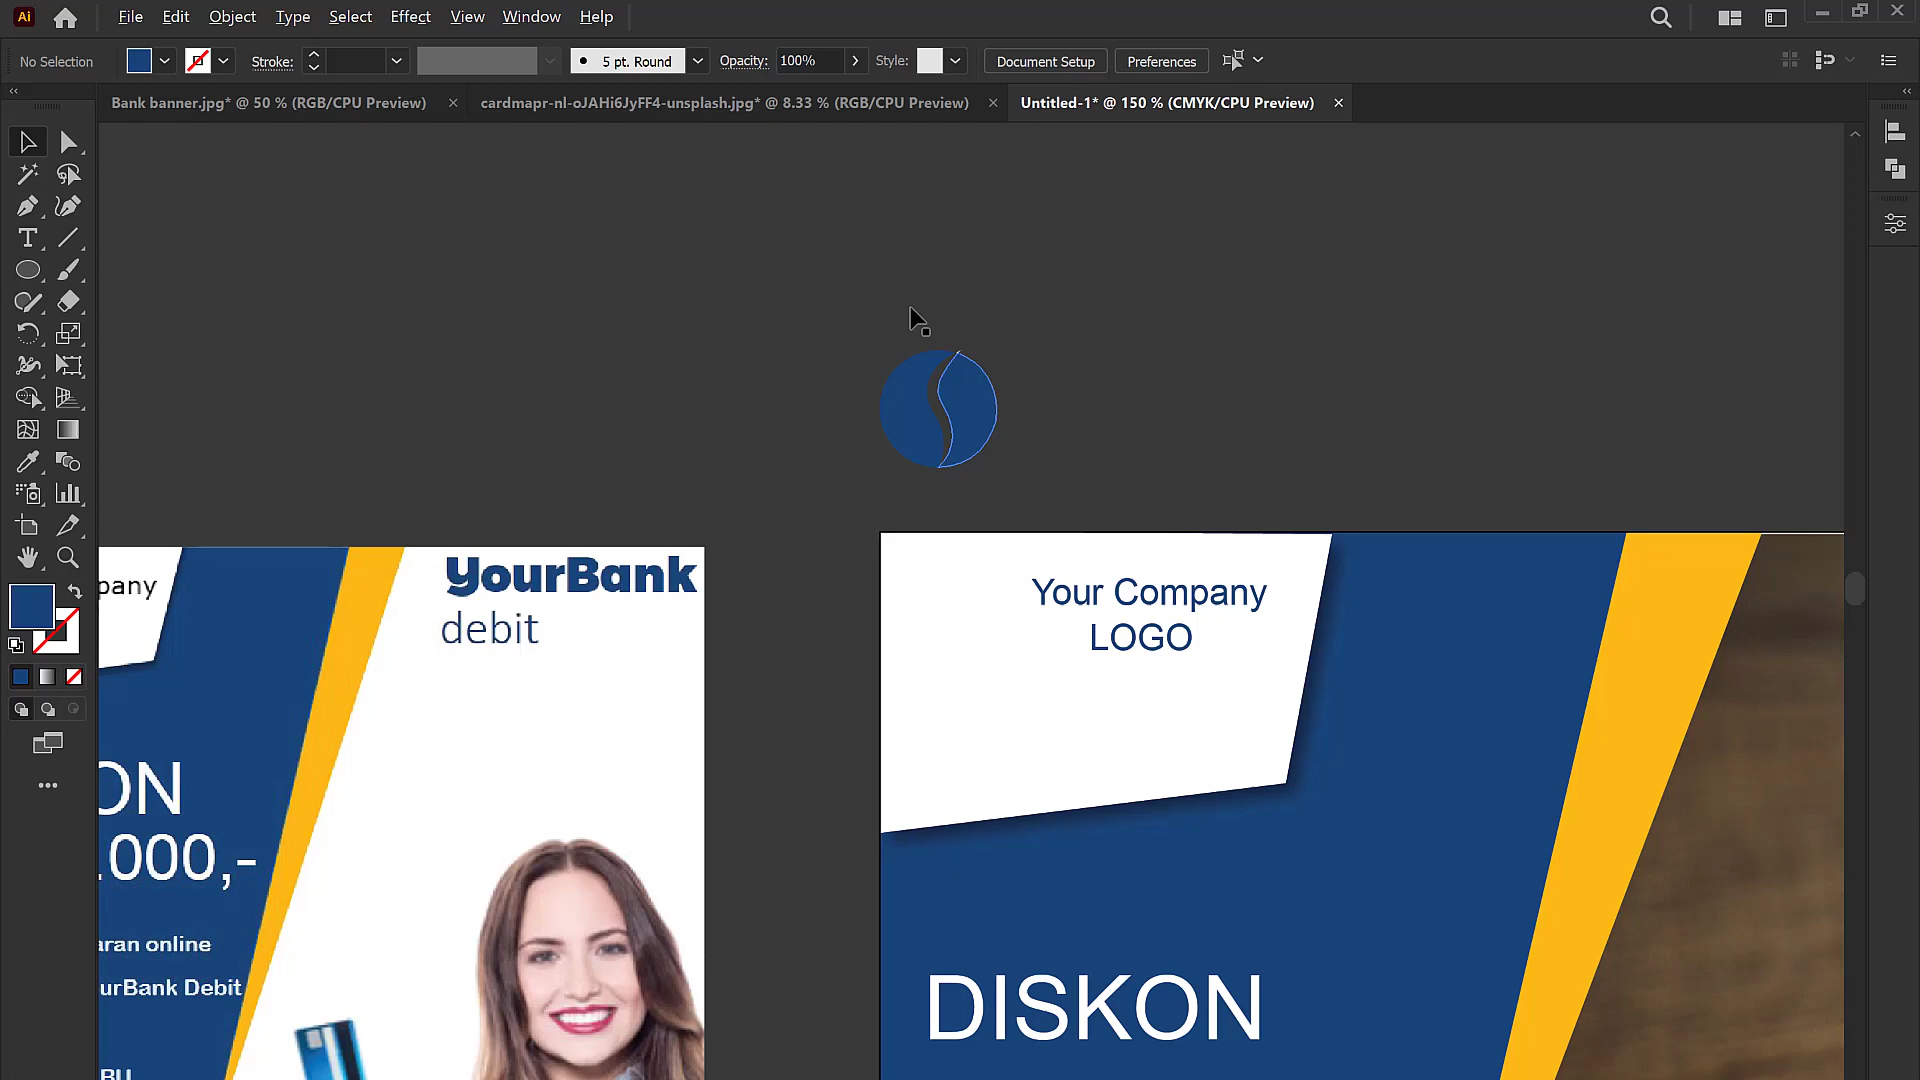 Ai File Edit Object Type Select Effect View Window Help
No Selection Stroke: 5 pt. Round Opacity: 100% Style: Document Setup Preferences
Bank banner.jpg* @ 50 % (RGB/CPU Preview) cardmapr-nl-oJAHi6JyFF4-unsplash.jpg* @ 8.33 % (RGB/CPU Preview) Untitled-1* @ 150 % (CMYK/CPU Preview)
pany
YourBank
debit
ON
.000,-
aran online
urBank Debit
RU
Your Company
LOGO
DISKON